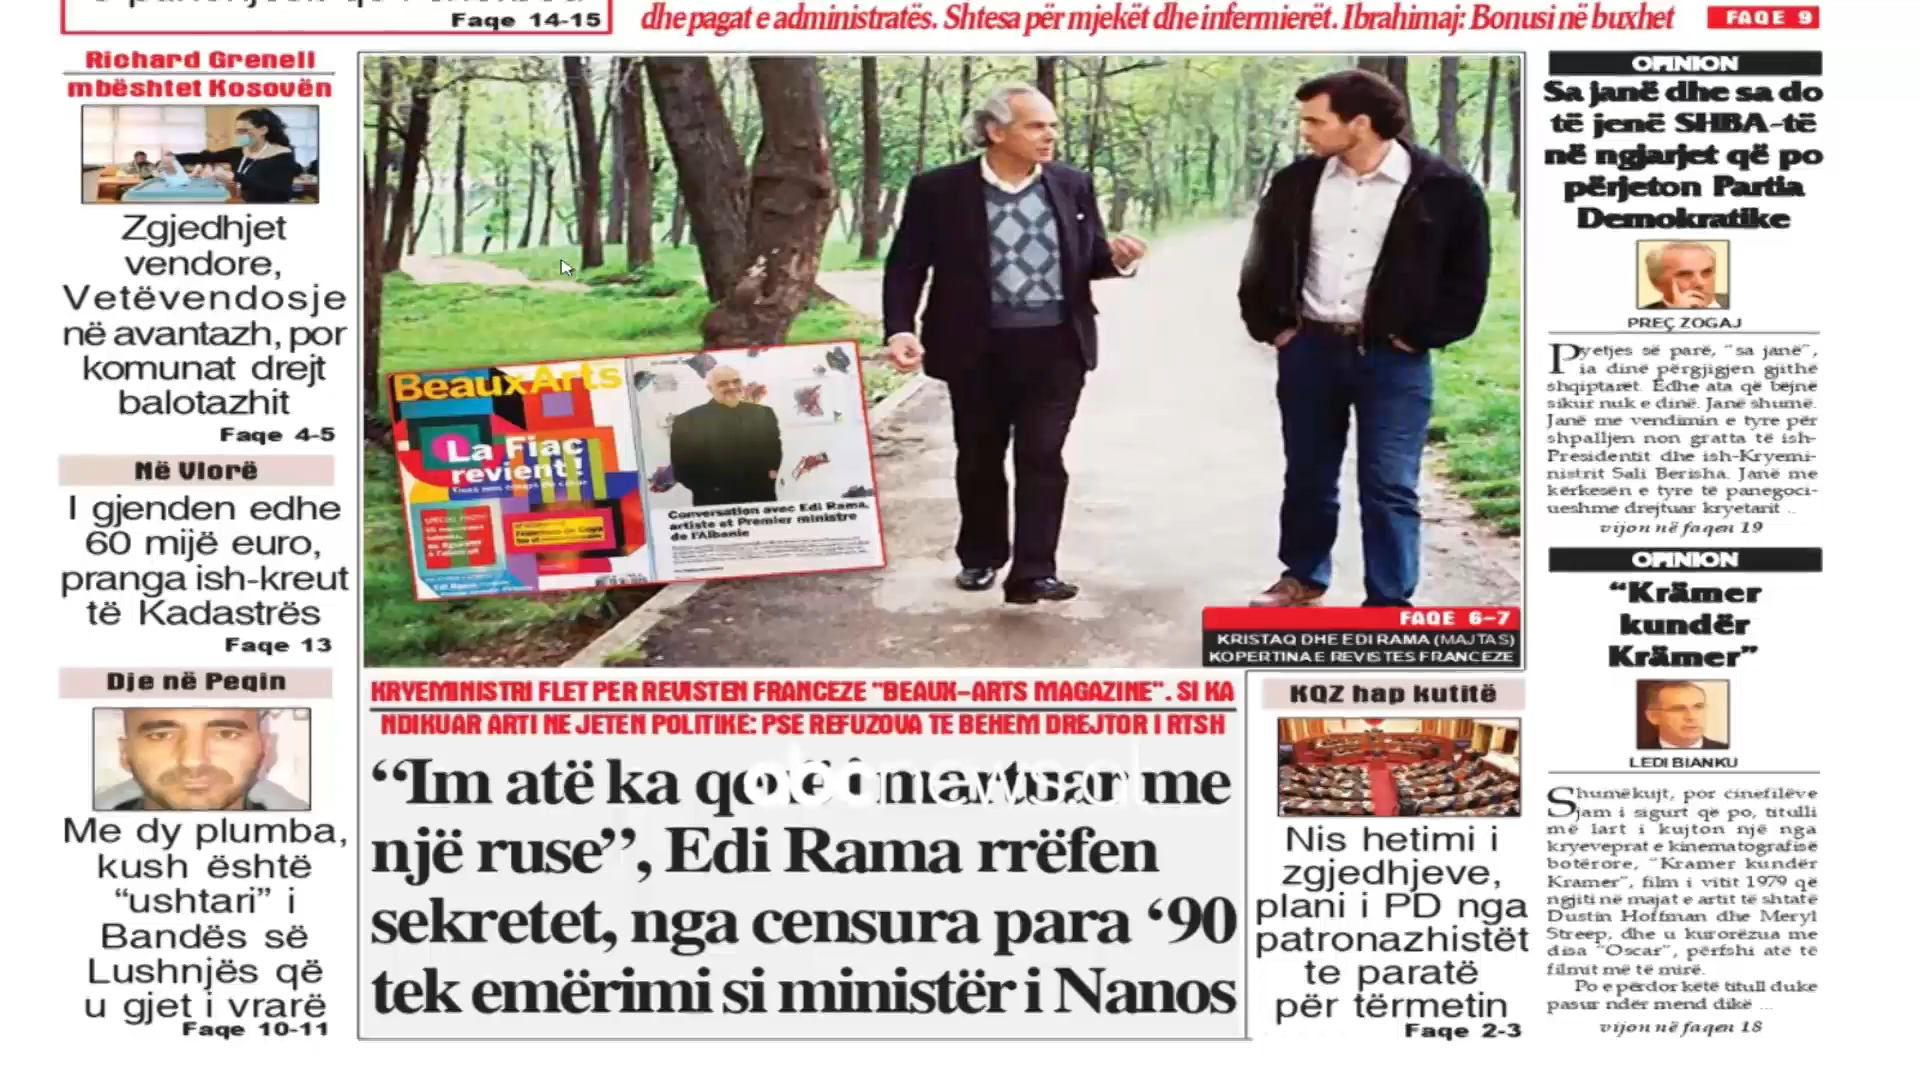 Faqe 14-15
dhe pagat e administratës. Shtesa për mjekët dhe infermierët. Ibrahimaj: Bonusi në buxhet
FAQE 9
Richard Grenell
mbështet Kosovën
Zgjedhjet
vendore,
Vetëvendosje
në avantazh, por
komunat drejt
balotazhit
Faqe 4-5
Në Vlorë
I gjenden edhe
60 mijë euro,
pranga ish-kreut
të Kadastrës
Faqe 13
Dje në Peqin
Me dy plumba,
kush është
“ushtari” i
Bandës së
Lushnjës që
u gjet i vrarë
Faqe 10-11
BeauxArts
La Fiac
revient!
Conversation avec Edi Rama,
artiste et Premier ministre
de l'Albanie
FAQE 6-7
KRISTAQ DHE EDI RAMA (MAJTAS)
KOPERTINA E REVISTES FRANCEZE
KRYEMINISTRI FLET PER REVISTEN FRANCEZE "BEAUX-ARTS MAGAZINE". SI KA
NDIKUAR ARTI NE JETEN POLITIKE: PSE REFUZOVA TE BEHEM DREJTOR I RTSH
“Im atë ka qenë i martuar me
një ruse”, Edi Rama rrëfen
sekretet, nga censura para ‘90
tek emërimi si ministër i Nanos
abcnews.al
KQZ hap kutitë
Nis hetimi i
zgjedhjeve,
plani i PD nga
patronazhistët
te paratë
për tërmetin
Faqe 2-3
OPINION
Sa janë dhe sa do
të jenë SHBA-të
në ngjarjet që po
përjeton Partia
Demokratike
PREÇ ZOGAJ
Pyetjes së parë, “sa janë”,
ia dinë përgjigjen gjithë
shqiptarët. Edhe ata që bëjnë
sikur nuk e dinë. Janë shumë.
Janë me vendimin e tyre për
shpalljen non gratta të ish-
Presidentit dhe ish-Kryemi-
nistrit Sali Berisha. Janë me
kërkesën e tyre të panegoci-
ueshme drejtuar kryetarit ..
vijon në faqen 19
OPINION
“Krämer
kundër
Krämer”
LEDI BIANKU
Shumëkujt, por cinefilëve
jam i sigurt që po, titulli
më lart i kujton një nga
kryeveprat e kinematografisë
botërore, “Kramer kundër
Kramer”, film i vitit 1979 që
ngjiti në majat e artit të shtatë
Dustin Hoffman dhe Meryl
Streep, dhe u kurorëzua me
disa “Oscar”, përfshi atë të
filmit më të mirë.
Po e përdor këtë titull duke
pasur ndër mend dikë ...
vijon në faqen 18